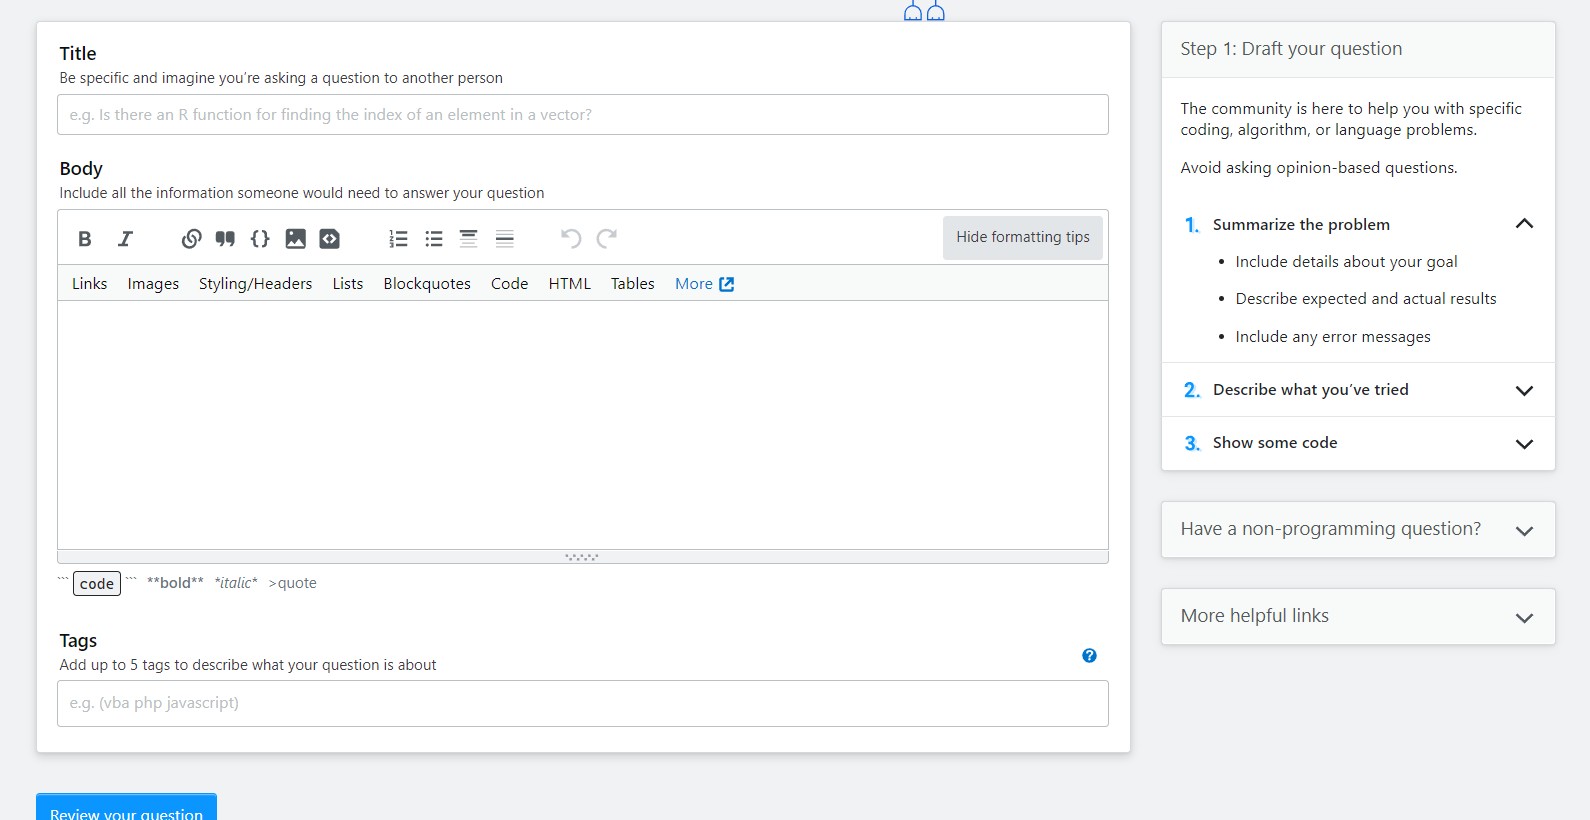 Title
Be specific and imagine you’re asking a question to another person
e.g. Is there an R function for finding the index of an element in a vector?
Body
Include all the information someone would need to answer your question
Hide formatting tips
Links Images Styling/Headers Lists Blockquotes Code HTML Tables More
``` code ``` **bold** *italic* >quote
Tags
Add up to 5 tags to describe what your question is about
e.g. (vba php javascript)
Review your question
Step 1: Draft your question
The community is here to help you with specific
coding, algorithm, or language problems.
Avoid asking opinion-based questions.
1. Summarize the problem
• Include details about your goal
• Describe expected and actual results
• Include any error messages
2. Describe what you’ve tried
3. Show some code
Have a non-programming question?
More helpful links